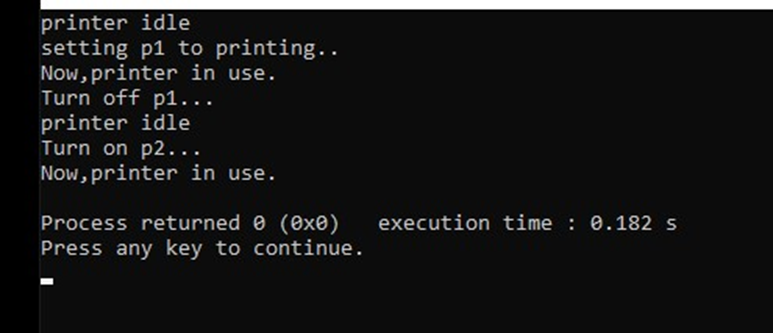 printer idle
setting p1 to printing..
Now,printer in use.
Turn off p1...
printer idle
Turn on p2...
Now,printer in use.
Process returned 0 (0x0)   execution time : 0.182 s
Press any key to continue.